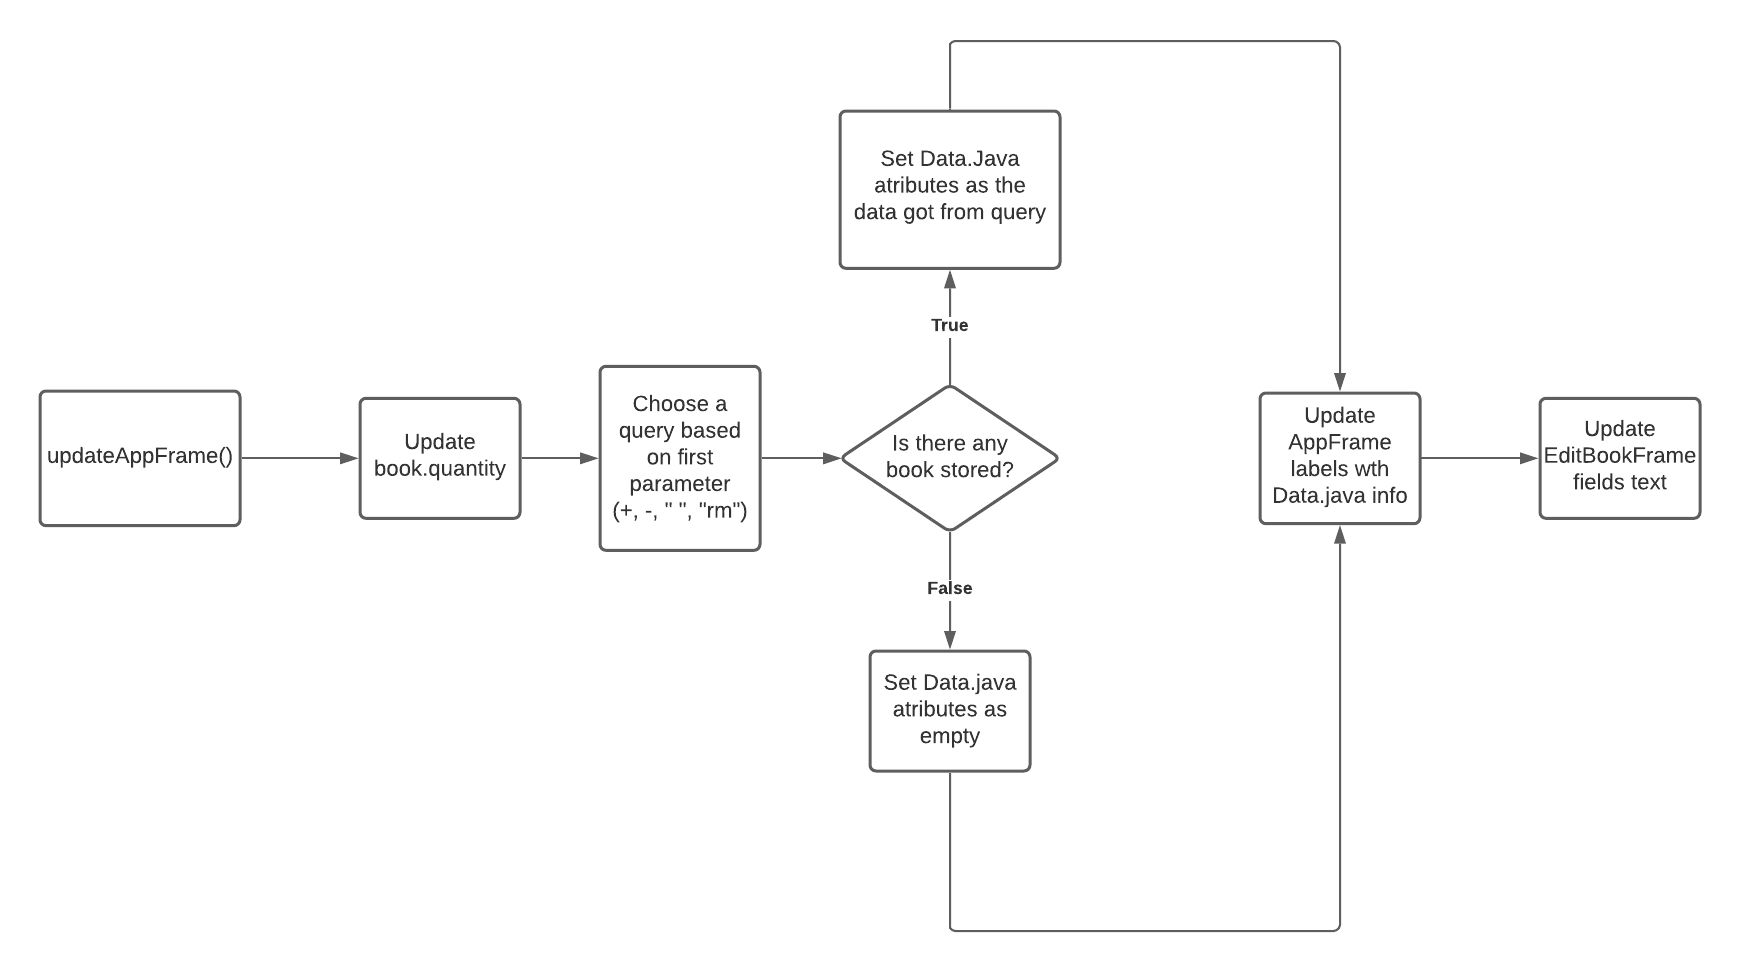 updateAppFrame()
Update
book.quantity
Choose a
query based
on first
parameter
(+, -, " ", "rm")
Is there any
book stored?
True
Set Data.Java
atributes as the
data got from query
False
Set Data.java
atributes as
empty
Update
AppFrame
labels wth
Data.java info
Update
EditBookFrame
fields text